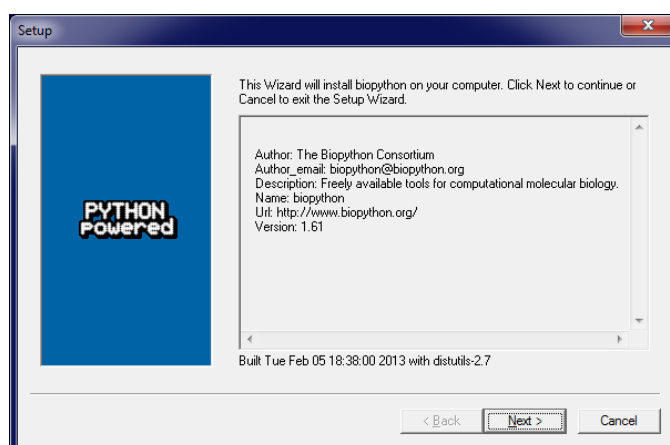 Setup
This Wizard will install biopython on your computer. Click Next to continue or
Cancel to exit the Setup Wizard.
Author: The Biopython Consortium
Author_email: biopython@biopython.org
Description: Freely available tools for computational molecular biology.
Name: biopython
Url: http://www.biopython.org/
Version: 1.61
PYTHON
Powered
Built Tue Feb 05 18:38:00 2013 with distutils-2.7
< Back
Next >
Cancel